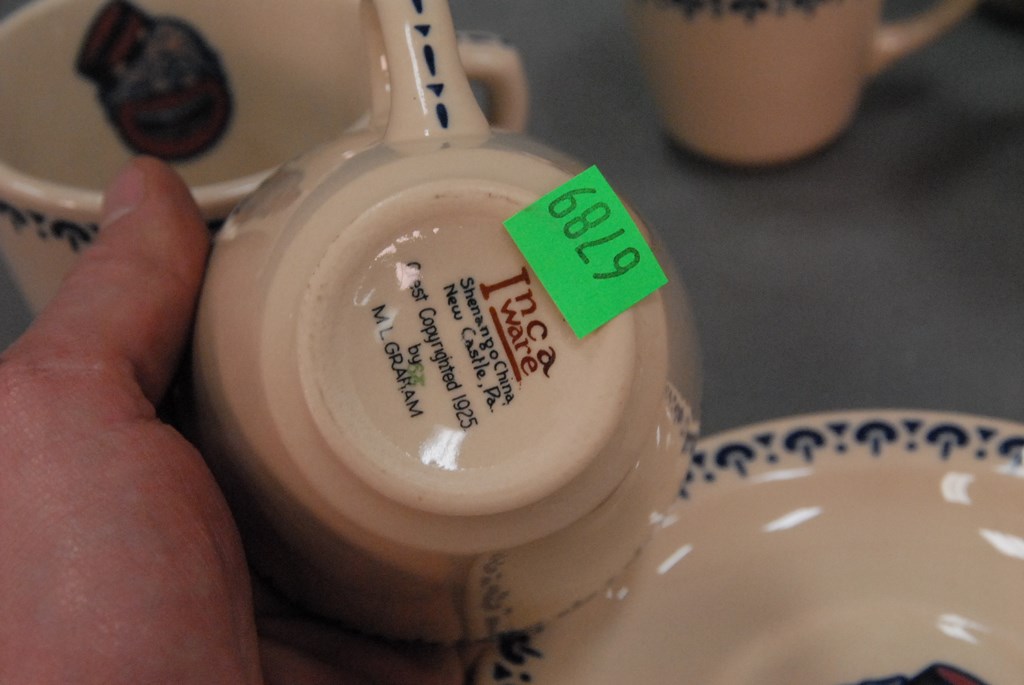 Inca
Ware
Shenango China,
New Castle, Pa.
Crest Copyrighted 1925
by
M.L.GRAHAM
6789